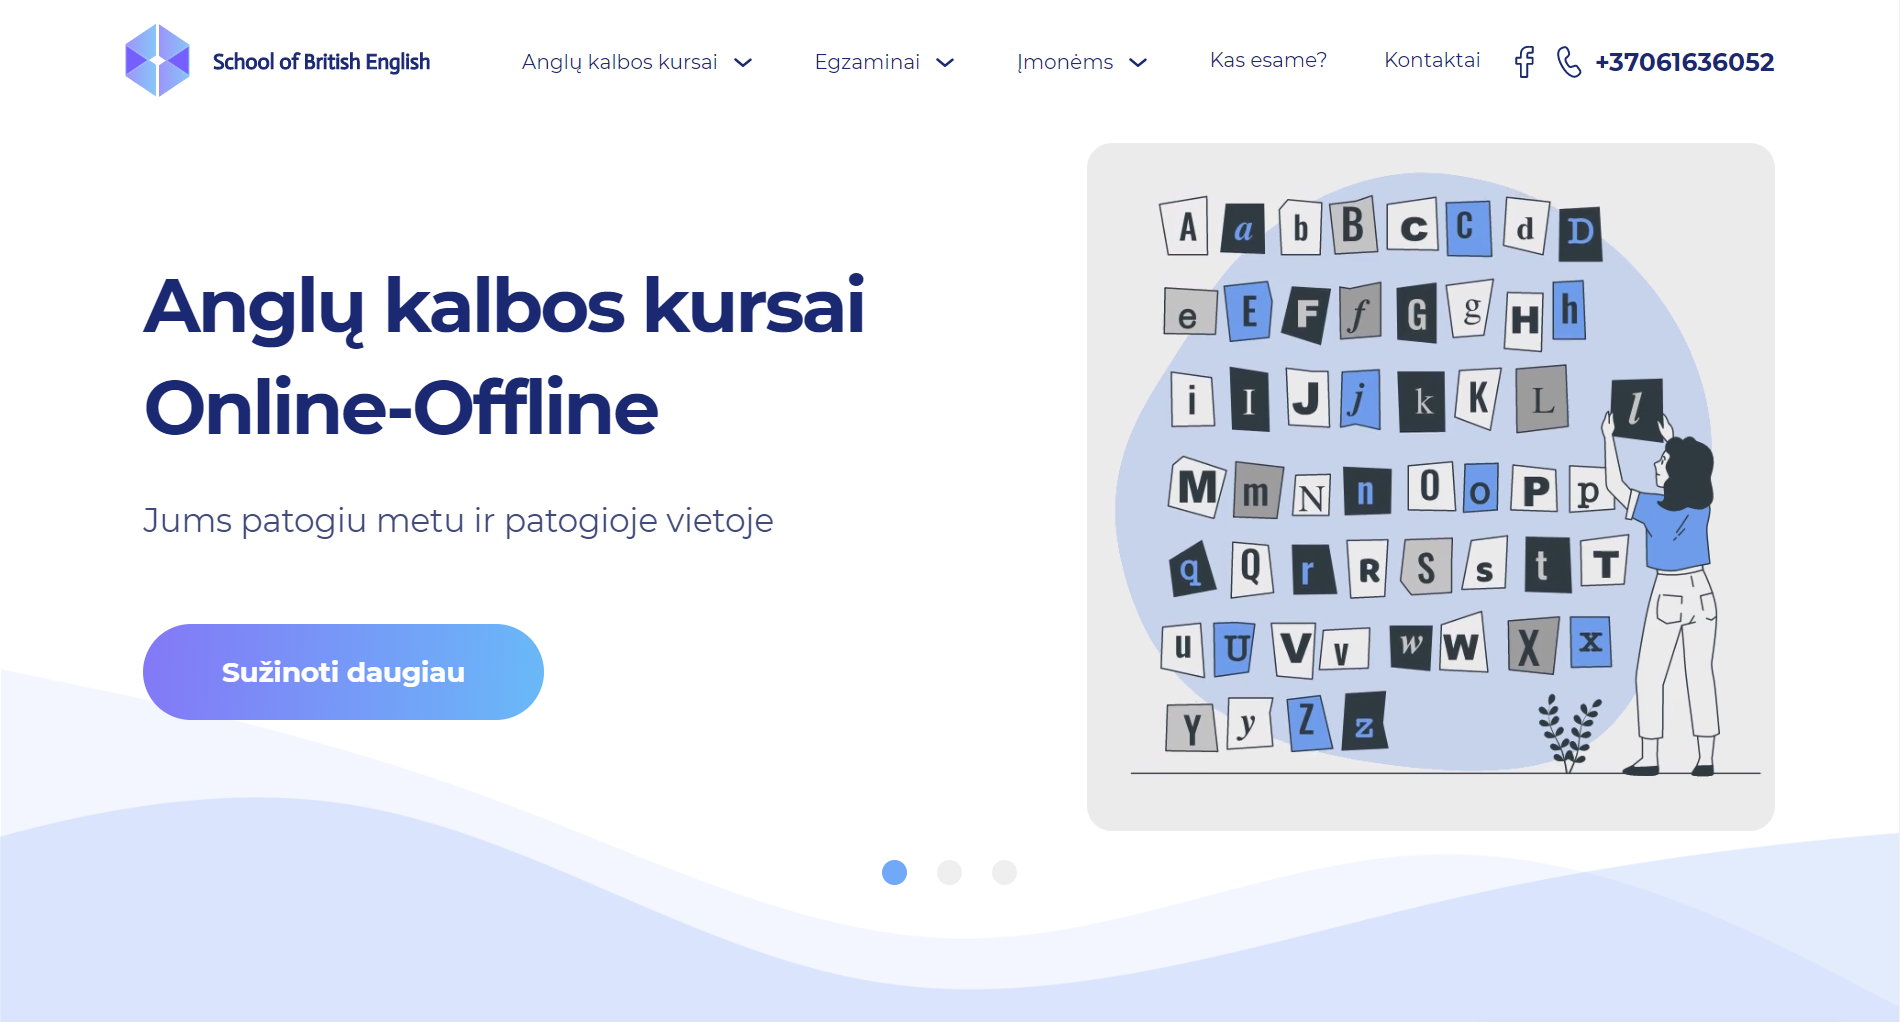 School of British English
Anglų kalbos kursai
Egzaminai
Įmonėms
Kas esame?
Kontaktai
+37061636052
Anglų kalbos kursai
Online-Offline
Jums patogiu metu ir patogioje vietoje
Sužinoti daugiau
A a b B C C d D
e E F f G g H h
i I J j k K L l
M m N n O o P p
q Q r R S s t T
u U V v w W X x
Y y Z z